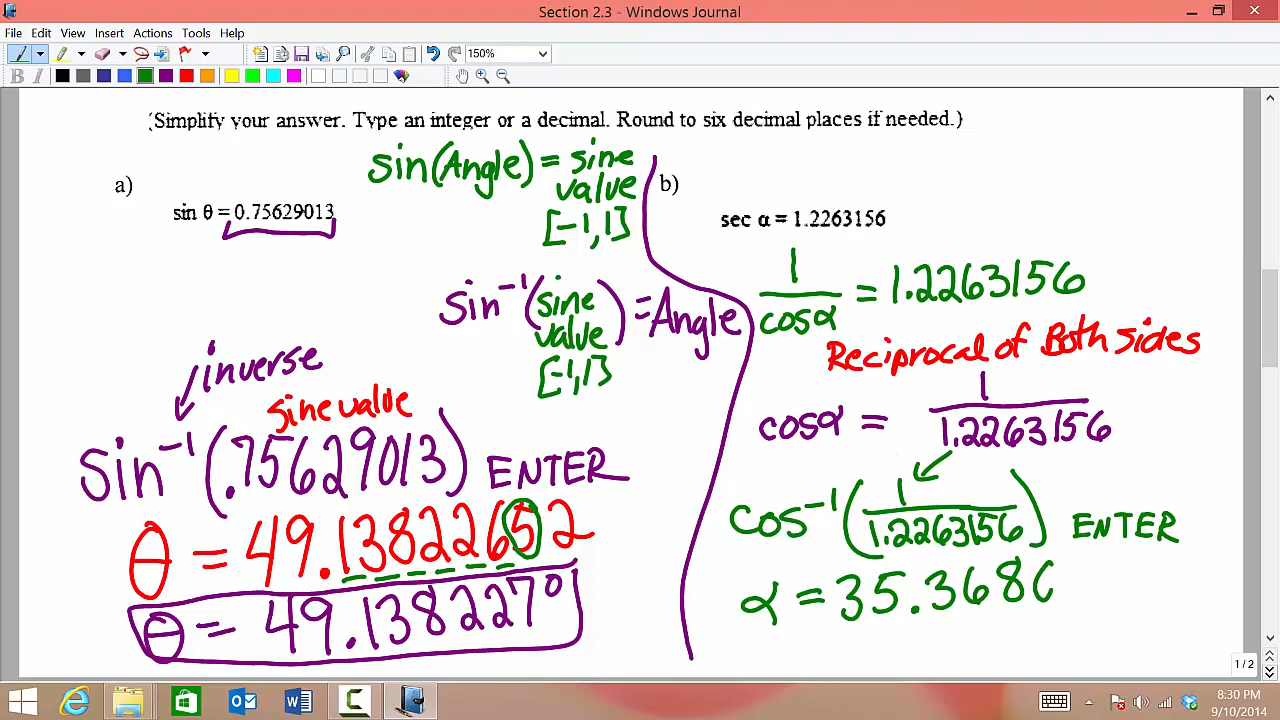 Section 2.3 - Windows Journal
File Edit View Insert Actions Tools Help
150%
(Simplify your answer. Type an integer or a decimal. Round to six decimal places if needed.)
a)
sin θ = 0.75629013
sin(Angle) = sine
value
[-1,1]
sin⁻¹(sine
value
[-1,1]) = Angle
inverse
sine value
sin⁻¹(.75629013) ENTER
θ = 49.13822652
θ = 49.138227°
b)
sec α = 1.2263156
1/cosα = 1.2263156
Reciprocal of Both sides
cosα = 1/1.2263156
cos⁻¹(1/1.2263156) ENTER
α = 35.368
1/2
8:30 PM
9/10/2014